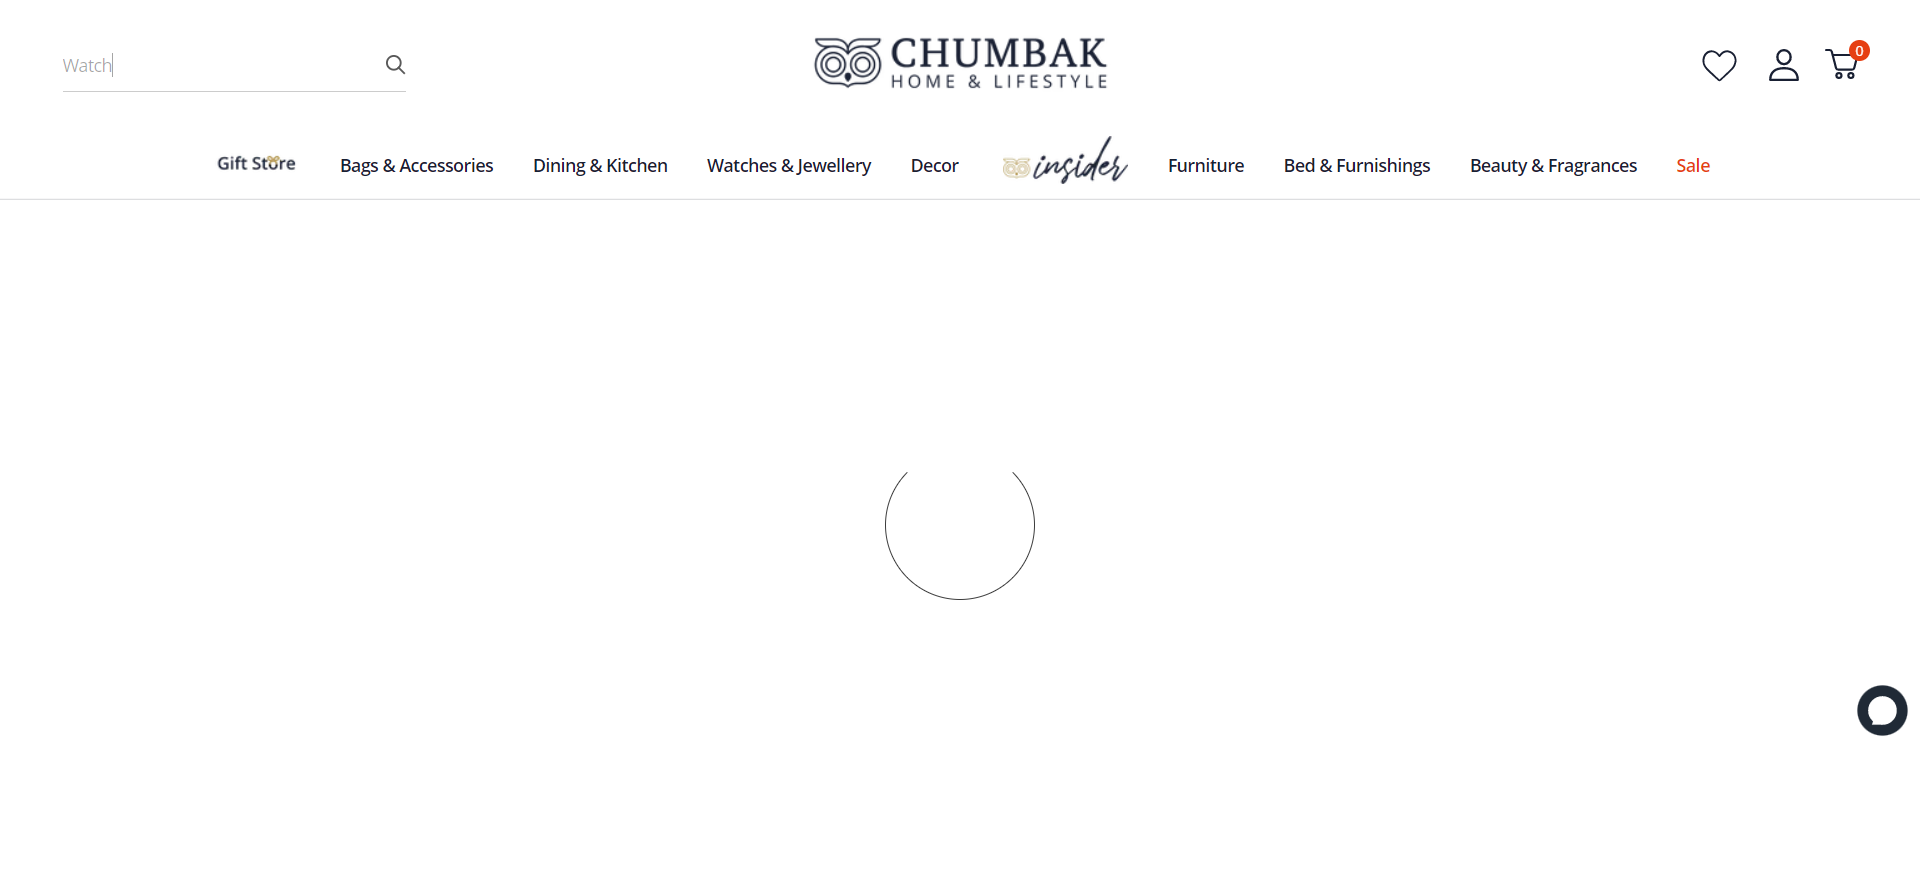 Watch
CHUMBAK
HOME & LIFESTYLE
0
Gift Store
Bags & Accessories
Dining & Kitchen
Watches & Jewellery
Decor
insider
Furniture
Bed & Furnishings
Beauty & Fragrances
Sale